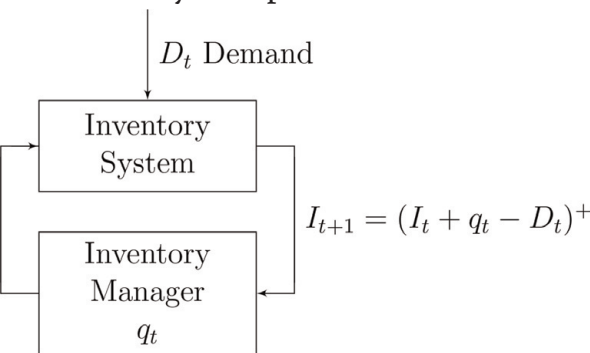 D_t Demand
Inventory
System
I_{t+1} = (I_t + q_t − D_t)^+
Inventory
Manager
q_t